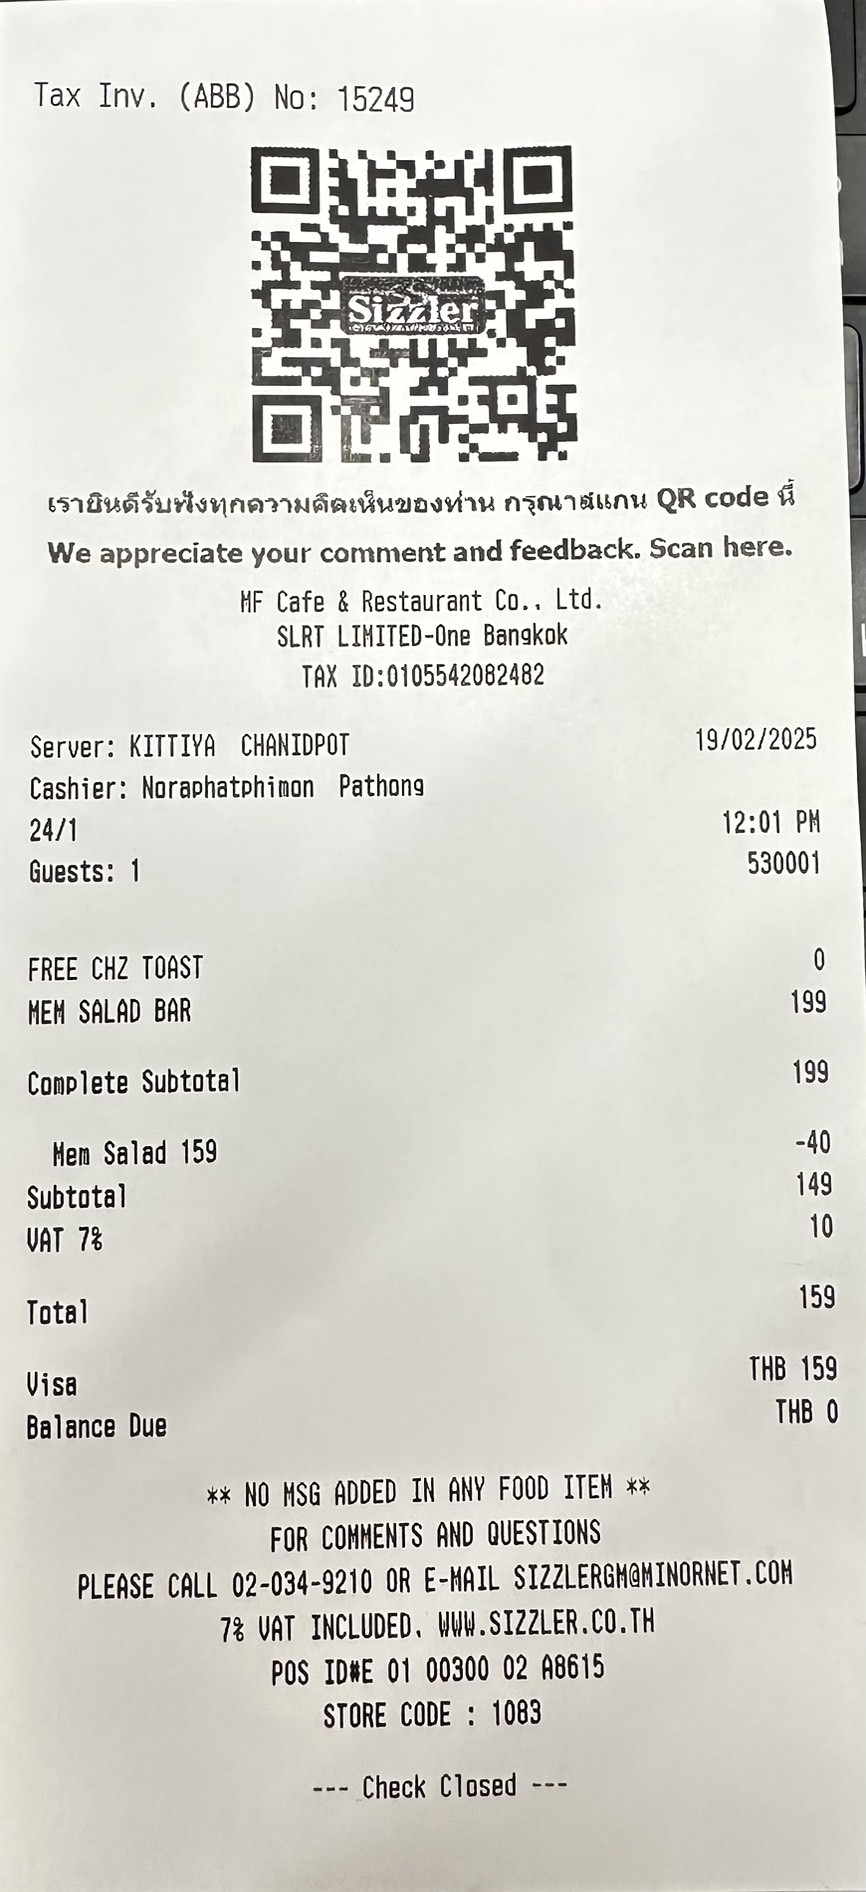 Tax Inv. (ABB) No: 15249
Sizzler
เรายินดีรับฟังทุกความคิดเห็นของท่าน กรุณาสแกน QR code นี้
We appreciate your comment and feedback. Scan here.
MF Cafe & Restaurant Co., Ltd.
SLRT LIMITED-One Bangkok
TAX ID:0105542082482
Server: KITTIYA CHANIDPOT 19/02/2025
Cashier: Noraphatphimon Pathong
24/1 12:01 PM
Guests: 1 530001
FREE CHZ TOAST 0
MEM SALAD BAR 199
Complete Subtotal 199
Mem Salad 159 -40
Subtotal 149
VAT 7% 10
Total 159
Visa THB 159
Balance Due THB 0
** NO MSG ADDED IN ANY FOOD ITEM **
FOR COMMENTS AND QUESTIONS
PLEASE CALL 02-034-9210 OR E-MAIL SIZZLERGM@MINORNET.COM
7% VAT INCLUDED. WWW.SIZZLER.CO.TH
POS ID#E 01 00300 02 A8615
STORE CODE : 1083
--- Check Closed ---